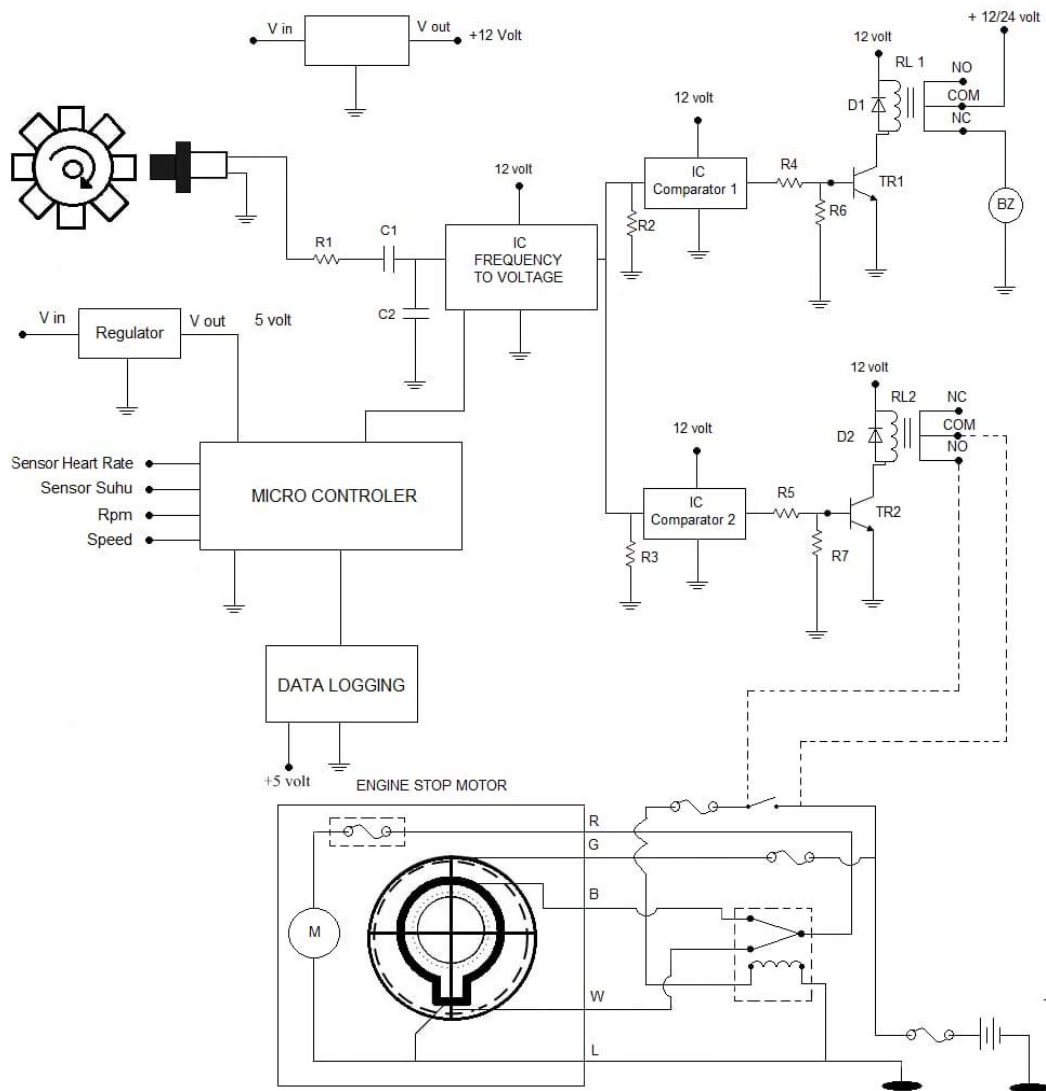 V in
V out
+12 Volt
+ 12/24 volt
12 volt
RL 1
NO
COM
D1
NC
12 volt
IC
Comparator 1
R4
TR1
R6
BZ
R2
12 volt
R1
C1
IC
FREQUENCY
TO VOLTAGE
C2
V in
Regulator
V out
5 volt
12 volt
RL2
NC
COM
D2
NO
12 volt
IC
Comparator 2
R5
TR2
R7
R3
Sensor Heart Rate
Sensor Suhu
Rpm
Speed
MICRO CONTROLER
DATA LOGGING
+5 volt
ENGINE STOP MOTOR
R
G
B
M
W
L